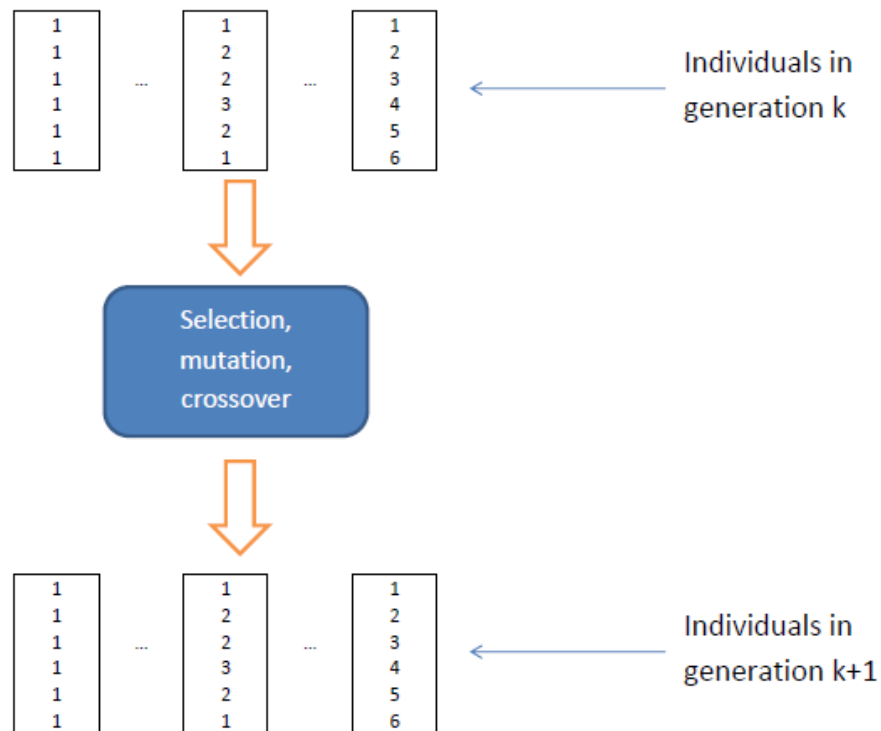 1 1 1
1 2 2
1 ... 2 ... 3
1 3 4
1 2 5
1 1 6
Individuals in
generation k
Selection,
mutation,
crossover
1 1 1
1 2 2
1 ... 2 ... 3
1 3 4
1 2 5
1 1 6
Individuals in
generation k+1